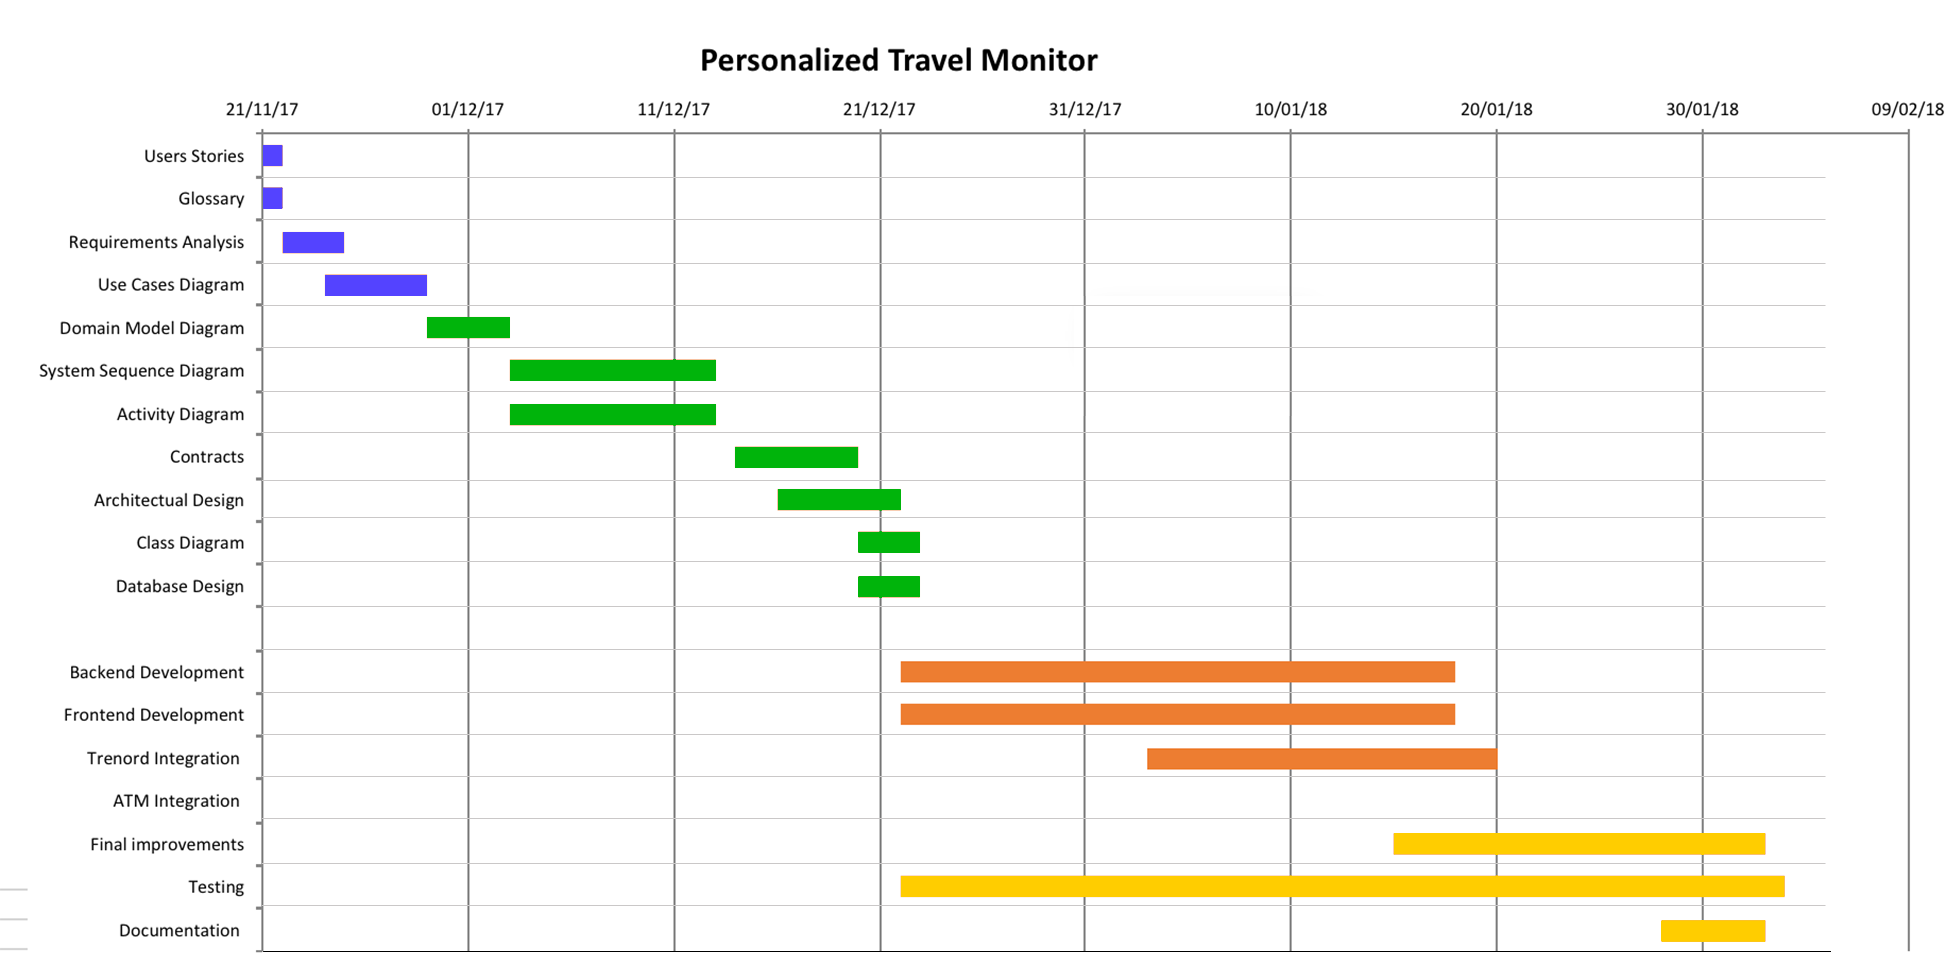 Personalized Travel Monitor
21/11/17 01/12/17 11/12/17 21/12/17 31/12/17 10/01/18 20/01/18 30/01/18 09/02/18
Users Stories
Glossary
Requirements Analysis
Use Cases Diagram
Domain Model Diagram
System Sequence Diagram
Activity Diagram
Contracts
Architectual Design
Class Diagram
Database Design
Backend Development
Frontend Development
Trenord Integration
ATM Integration
Final improvements
Testing
Documentation